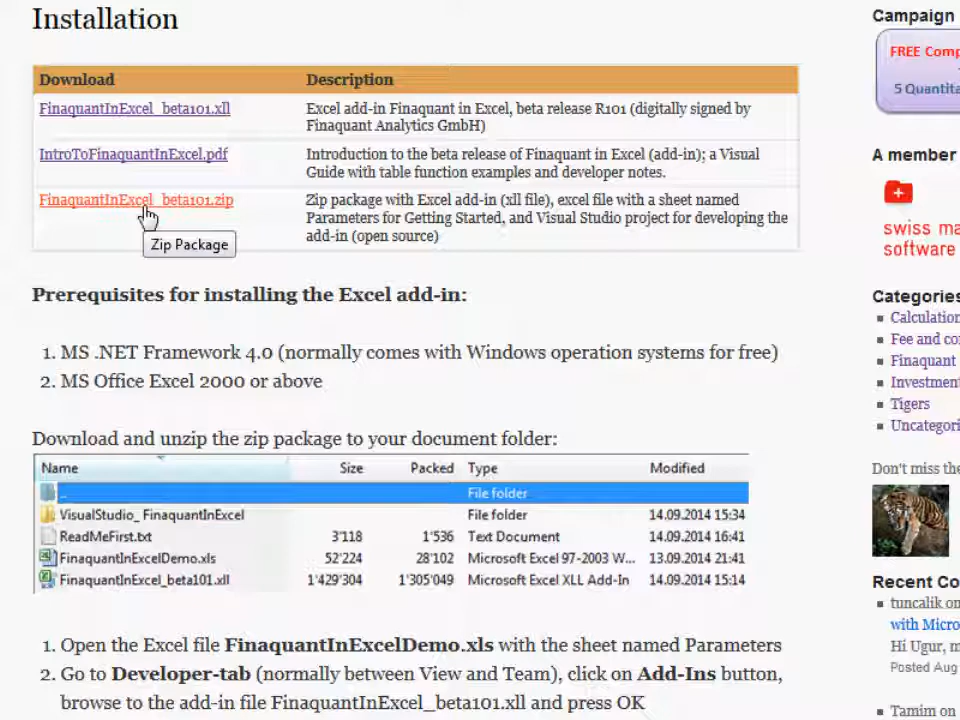 Installation
Campaign
FREE Comp
5 Quantita
Download Description
FinaquantInExcel_beta101.xll Excel add-in Finaquant in Excel, beta release R101 (digitally signed by
Finaquant Analytics GmbH)
IntroToFinaquantInExcel.pdf Introduction to the beta release of Finaquant in Excel (add-in); a Visual
Guide with table function examples and developer notes.
FinaquantInExcel_beta101.zip Zip package with Excel add-in (xll file), excel file with a sheet named
Parameters for Getting Started, and Visual Studio project for developing the
add-in (open source)
Zip Package
A member
swiss ma
software
Prerequisites for installing the Excel add-in:
1. MS .NET Framework 4.0 (normally comes with Windows operation systems for free)
2. MS Office Excel 2000 or above
Categories
Calculation
Fee and co
Finaquant
Investment
Tigers
Uncategori
Download and unzip the zip package to your document folder:
Name Size Packed Type Modified
.. File folder
VisualStudio_ FinaquantInExcel File folder 14.09.2014 15:34
ReadMeFirst.txt 3'118 1'536 Text Document 14.09.2014 16:41
FinaquantInExcelDemo.xls 52'224 28'102 Microsoft Excel 97-2003 W... 13.09.2014 21:41
FinaquantInExcel_beta101.xll 1'429'304 1'305'049 Microsoft Excel XLL Add-In 14.09.2014 15:14
Don't miss the
Recent Co
tuncalik on
with Micro
Hi Ugur, m
Posted Aug
Tamim on
1. Open the Excel file FinaquantInExcelDemo.xls with the sheet named Parameters
2. Go to Developer-tab (normally between View and Team), click on Add-Ins button,
browse to the add-in file FinaquantInExcel_beta101.xll and press OK